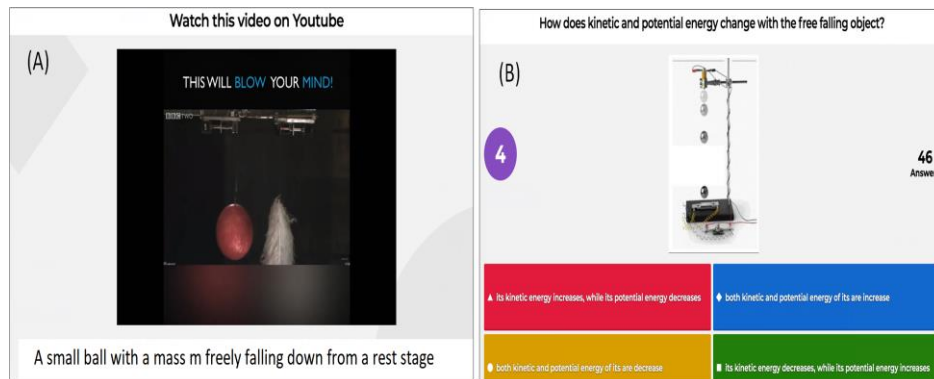 Watch this video on Youtube
(A)
THIS WILL BLOW YOUR MIND!
BBC TWO
A small ball with a mass m freely falling down from a rest stage
How does kinetic and potential energy change with the free falling object?
(B)
4
46
Answe
its kinetic energy increases, while its potential energy decreases
both kinetic and potential energy of its are increase
both kinetic and potential energy of its are decrease
its kinetic energy decreases, while its potential energy increases